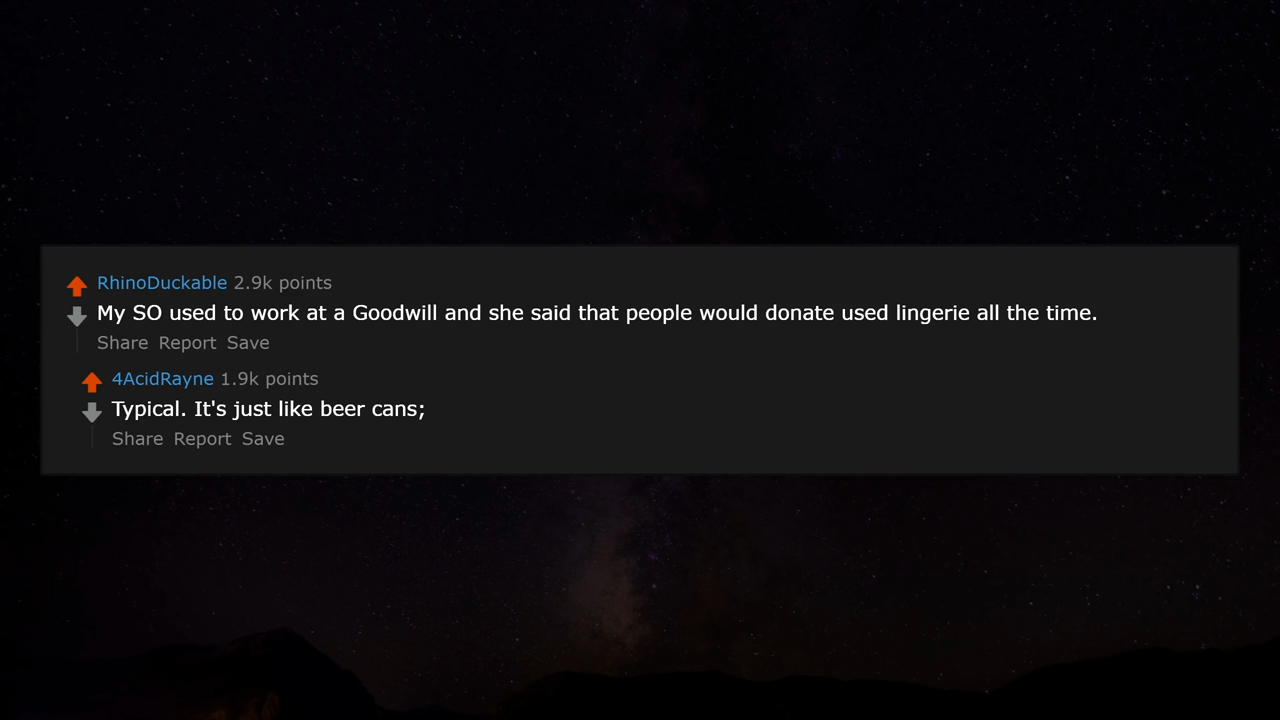 RhinoDuckable 2.9k points
My SO used to work at a Goodwill and she said that people would donate used lingerie all the time.
Share Report Save
4AcidRayne 1.9k points
Typical. It's just like beer cans;
Share Report Save